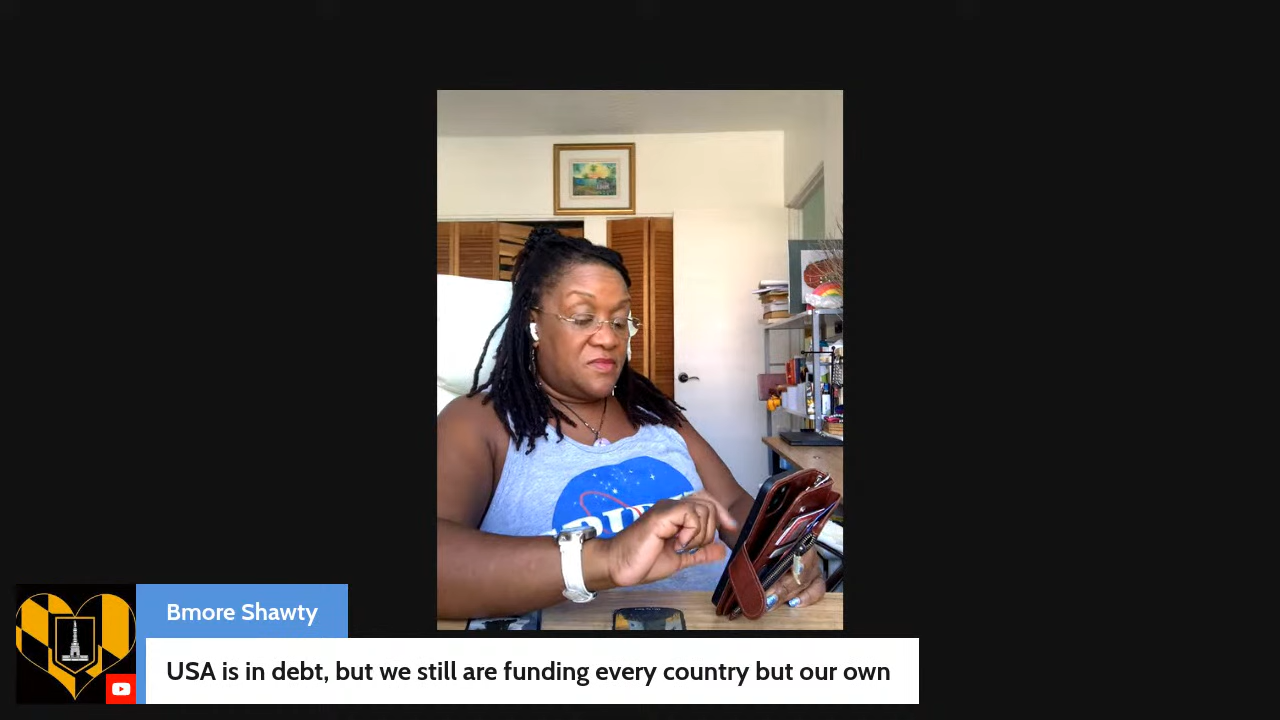 Bmore Shawty
USA is in debt, but we still are funding every country but our own